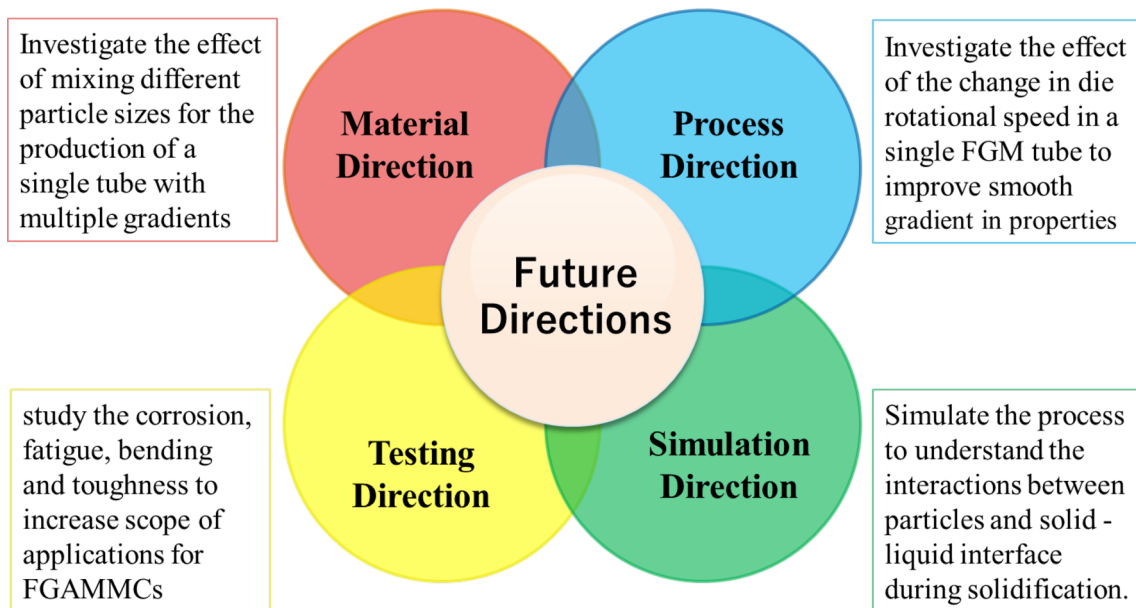 Investigate the effect
of mixing different
particle sizes for the
production of a
single tube with
multiple gradients
Material
Direction
Process
Direction
Investigate the effect
of the change in die
rotational speed in a
single FGM tube to
improve smooth
gradient in properties
Future
Directions
study the corrosion,
fatigue, bending
and toughness to
increase scope of
applications for
FGAMMCs
Testing
Direction
Simulation
Direction
Simulate the process
to understand the
interactions between
particles and solid -
liquid interface
during solidification.